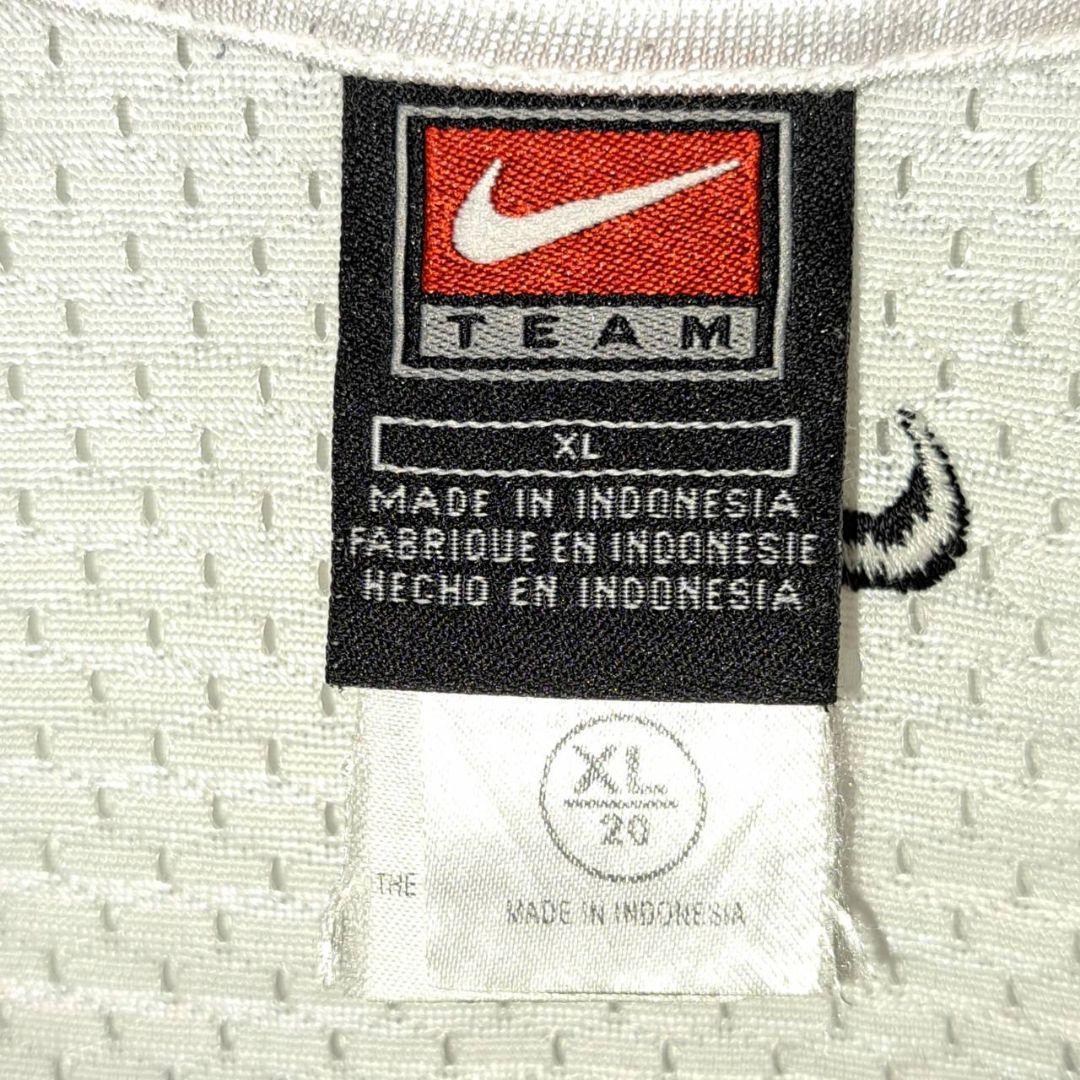 TEAM
XL
MADE IN INDONESIA
FABRIQUE EN INDONESIE
HECHO EN INDONESIA
XL
20
THE
MADE IN INDONESIA